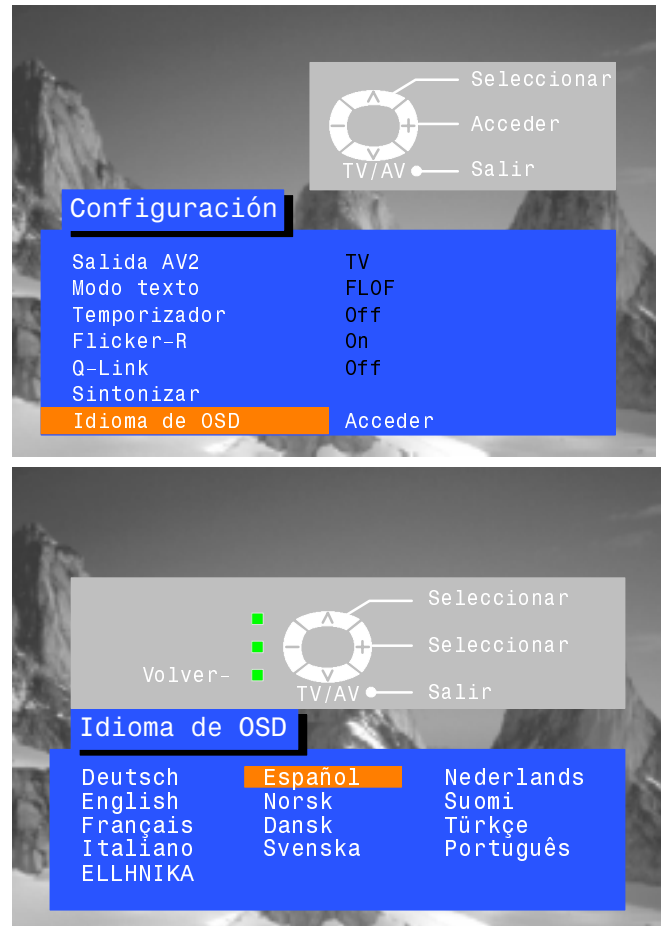 Seleccionar
Acceder
TV/AV Salir
Configuración
Salida AV2 TV
Modo texto FLOF
Temporizador Off
Flicker-R On
Q-Link Off
Sintonizar
Idioma de OSD Acceder
Seleccionar
Seleccionar
Volver-
TV/AV Salir
Idioma de OSD
Deutsch Español Nederlands
English Norsk Suomi
Français Dansk Türkçe
Italiano Svenska Português
ELLHNIKA